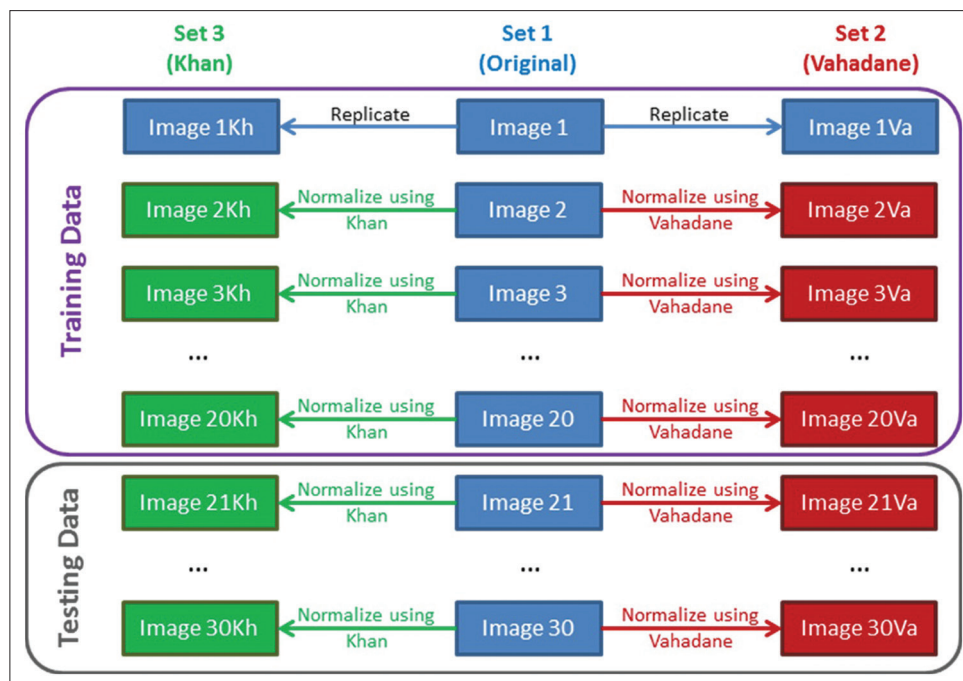 Set 3
(Khan)
Set 1
(Original)
Set 2
(Vahadane)
Training Data
Image 1Kh
Replicate
Image 1
Replicate
Image 1Va
Image 2Kh
Normalize using
Khan
Image 2
Normalize using
Vahadane
Image 2Va
Image 3Kh
Normalize using
Khan
Image 3
Normalize using
Vahadane
Image 3Va
...
...
...
Image 20Kh
Normalize using
Khan
Image 20
Normalize using
Vahadane
Image 20Va
Testing Data
Image 21Kh
Normalize using
Khan
Image 21
Normalize using
Vahadane
Image 21Va
...
...
...
Image 30Kh
Normalize using
Khan
Image 30
Normalize using
Vahadane
Image 30Va